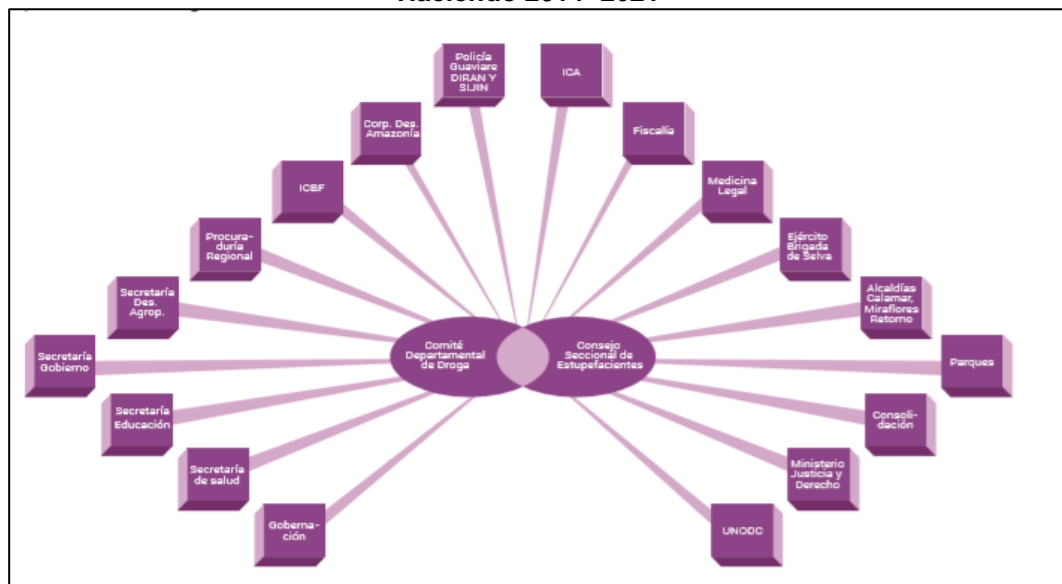 Policía
Guaviare
DIRAN Y
SIJIN
ICA
Corp. Des.
Amazonía
Fiscalía
ICBF
Medicina
Legal
Procura-
duría
Regional
Ejército
Brigada
de Selva
Secretaría
Des.
Agrop.
Alcaldías
Calamar,
Miraflores
Retorno
Secretaría
Gobierno
Comité
Departamental
de Droga
Consejo
Seccional de
Estupefacientes
Parques
Secretaría
Educación
Consoli-
dación
Secretaría
de salud
Ministerio
Justicia y
Derecho
Goberna-
ción
UNODC